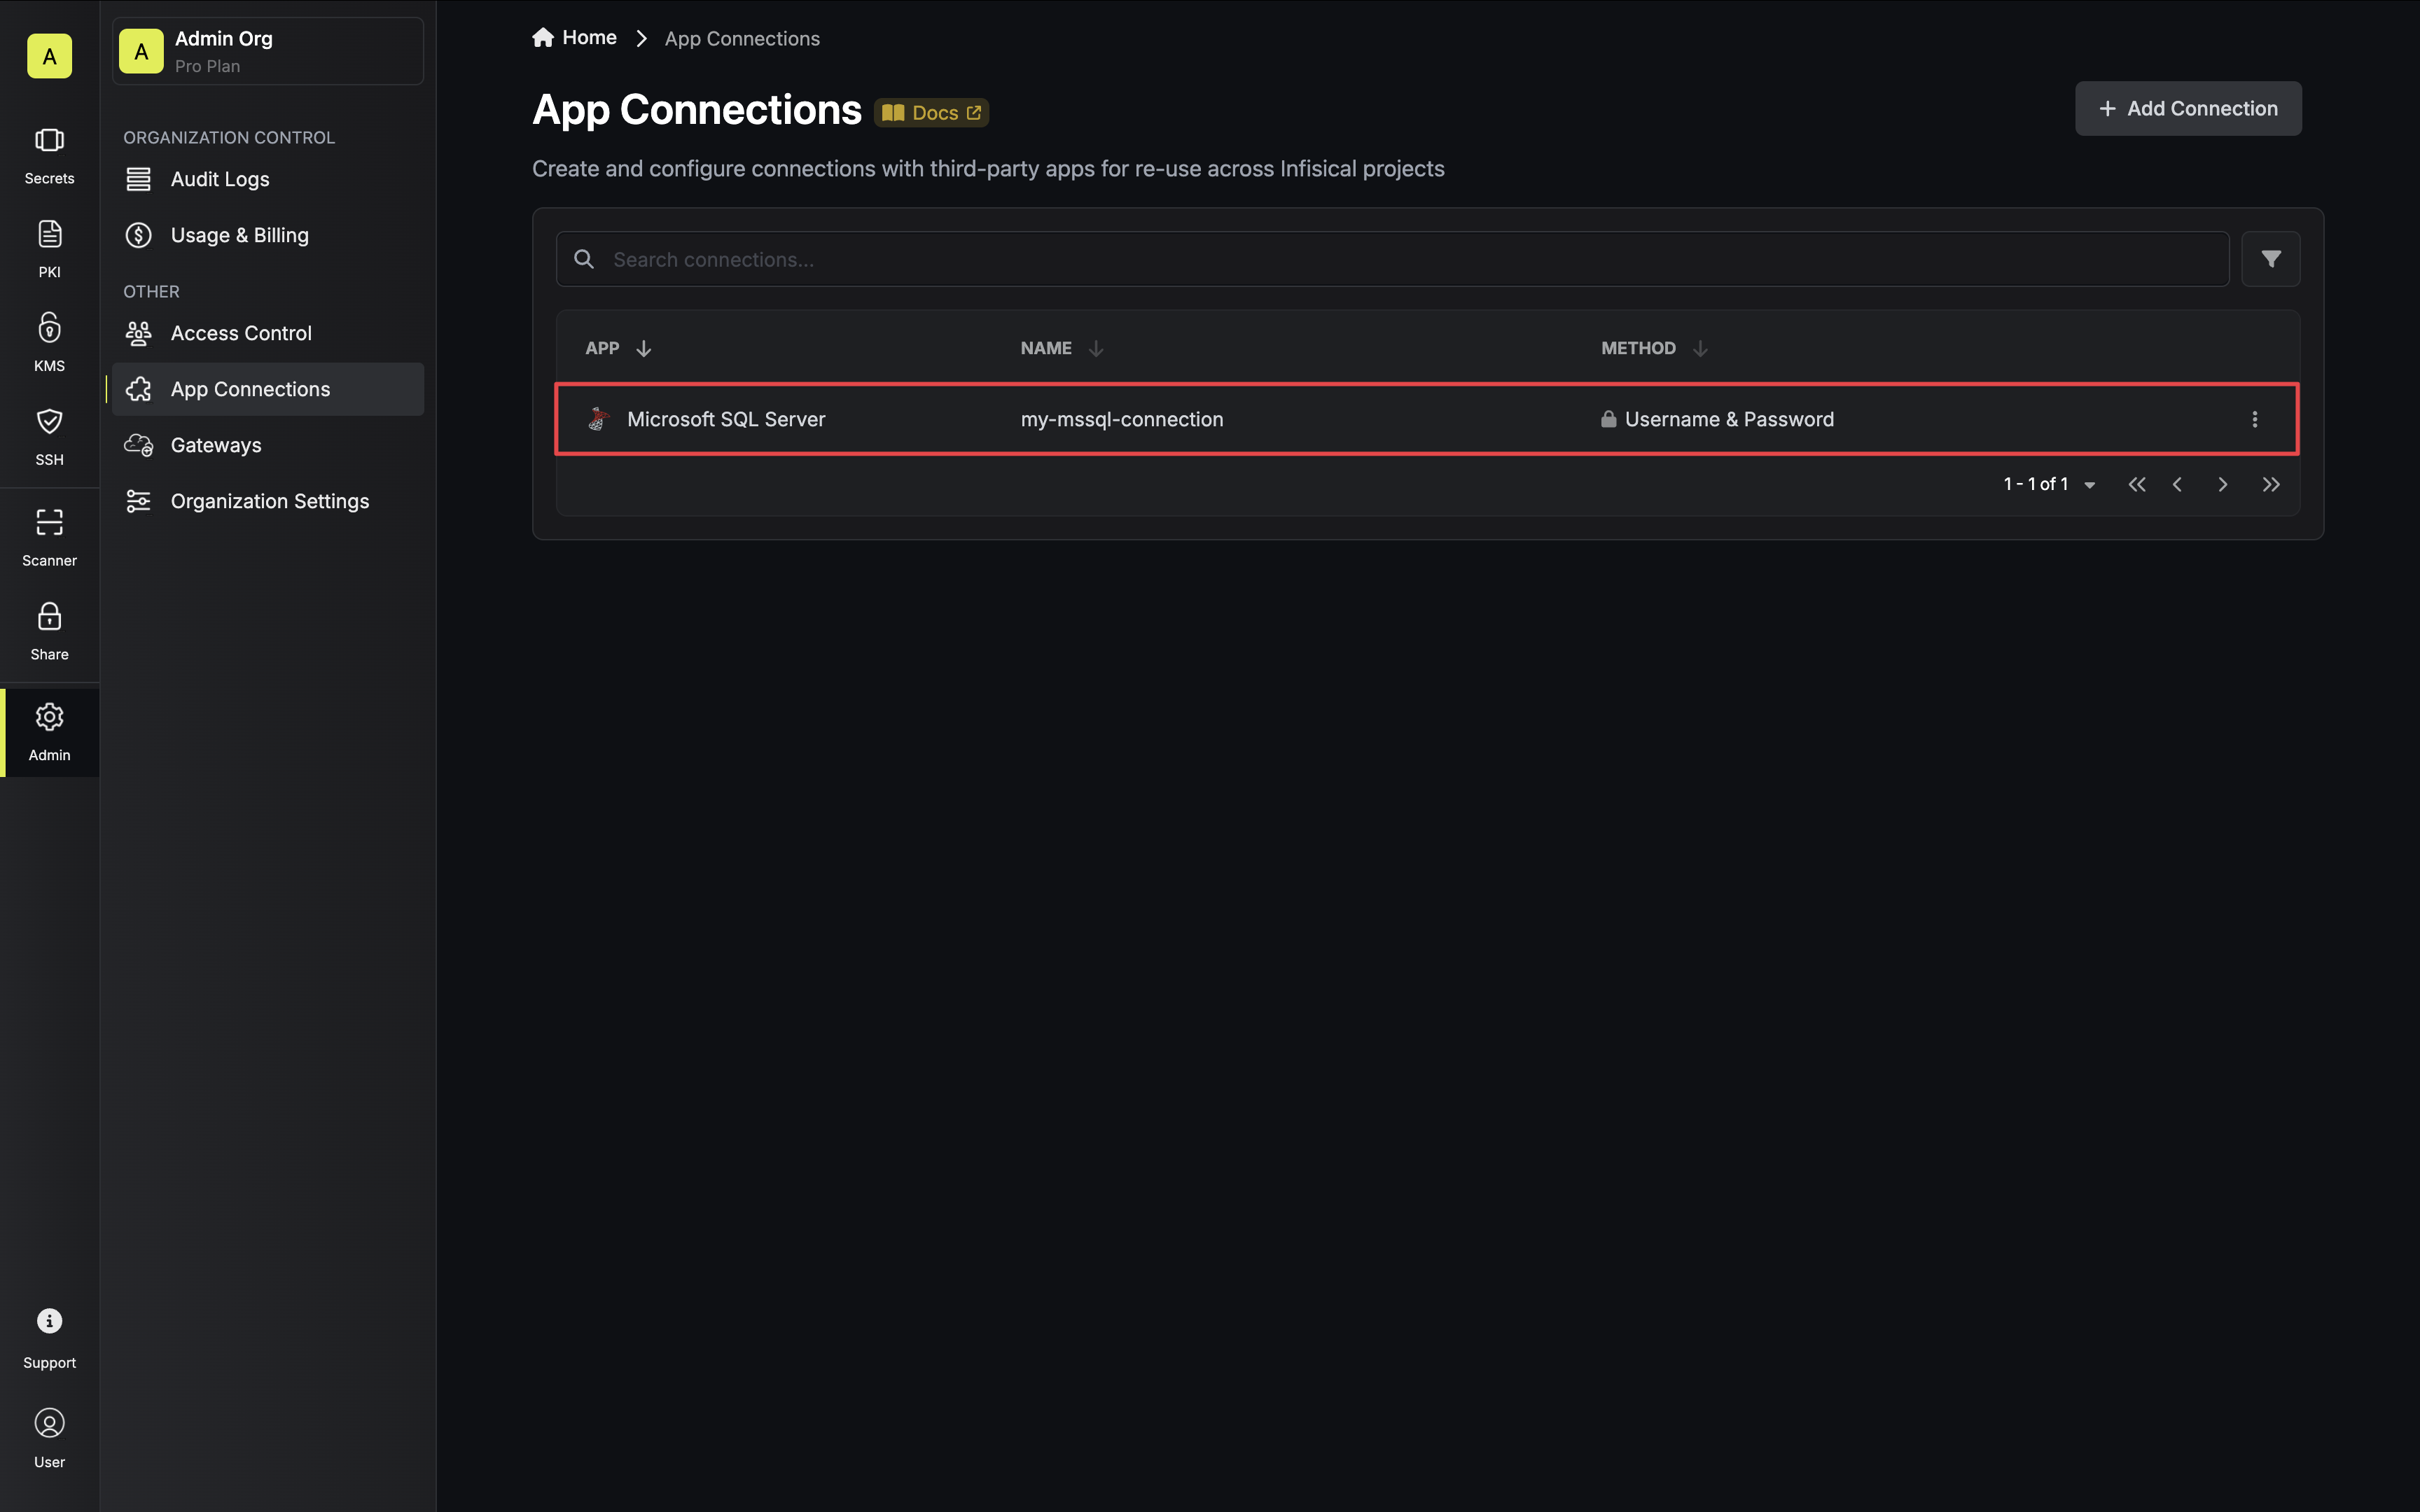 A
Secrets
PKI
KMS
SSH
Scanner
Share
Admin
Support
User
A
Admin Org
Pro Plan
ORGANIZATION CONTROL
Audit Logs
Usage & Billing
OTHER
Access Control
App Connections
Gateways
Organization Settings
Home
App Connections
App Connections
Docs
Add Connection
Create and configure connections with third-party apps for re-use across Infisical projects
Search connections...
APP NAME METHOD
Microsoft SQL Server my-mssql-connection Username & Password
1 - 1 of 1